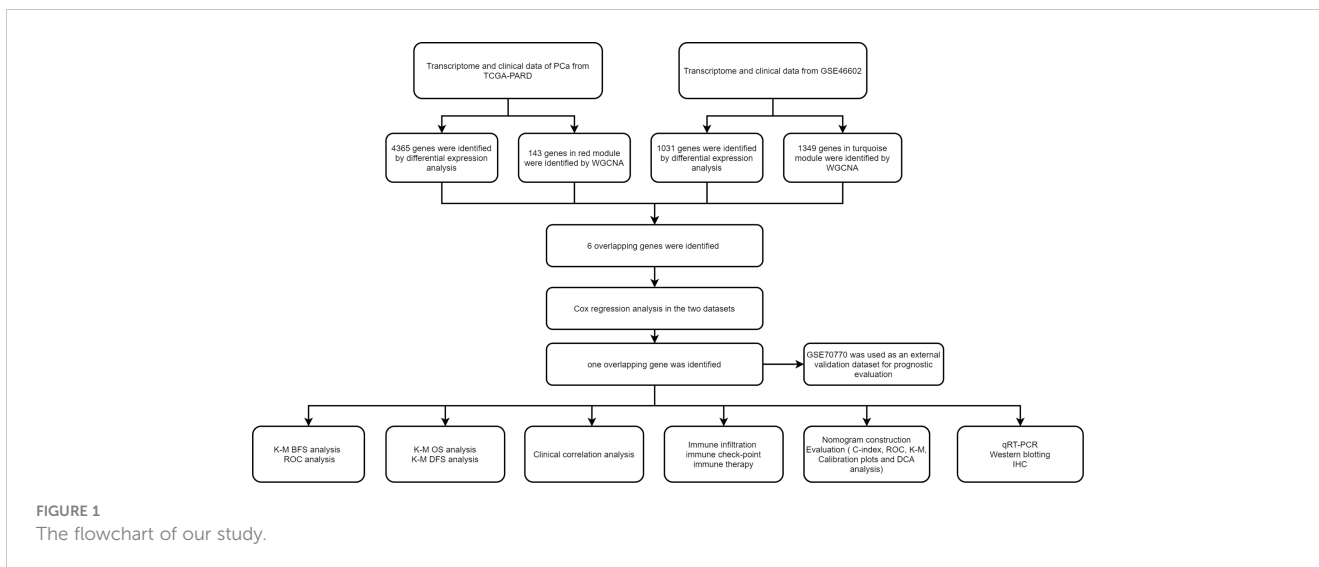 Transcriptome and clinical data of PCa from
TCGA-PARD
Transcriptome and clinical data from GSE46602
4365 genes were identified
by differential expression
analysis
143 genes in red module
were identified by WGCNA
1031 genes were identified
by differential expression
analysis
1349 genes in turquoise
module were identified by
WGCNA
6 overlapping genes were identified
Cox regression analysis in the two datasets
one overlapping gene was identified
GSE70770 was used as an external
validation dataset for prognostic
evaluation
K-M BFS analysis
ROC analysis
K-M OS analysis
K-M DFS analysis
Clinical correlation analysis
Immune infiltration
immune check-point
immune therapy
Nomogram construction
Evaluation ( C-index, ROC, K-M,
Calibration plots and DCA
analysis)
qRT-PCR
Western blotting
IHC
FIGURE 1
The flowchart of our study.